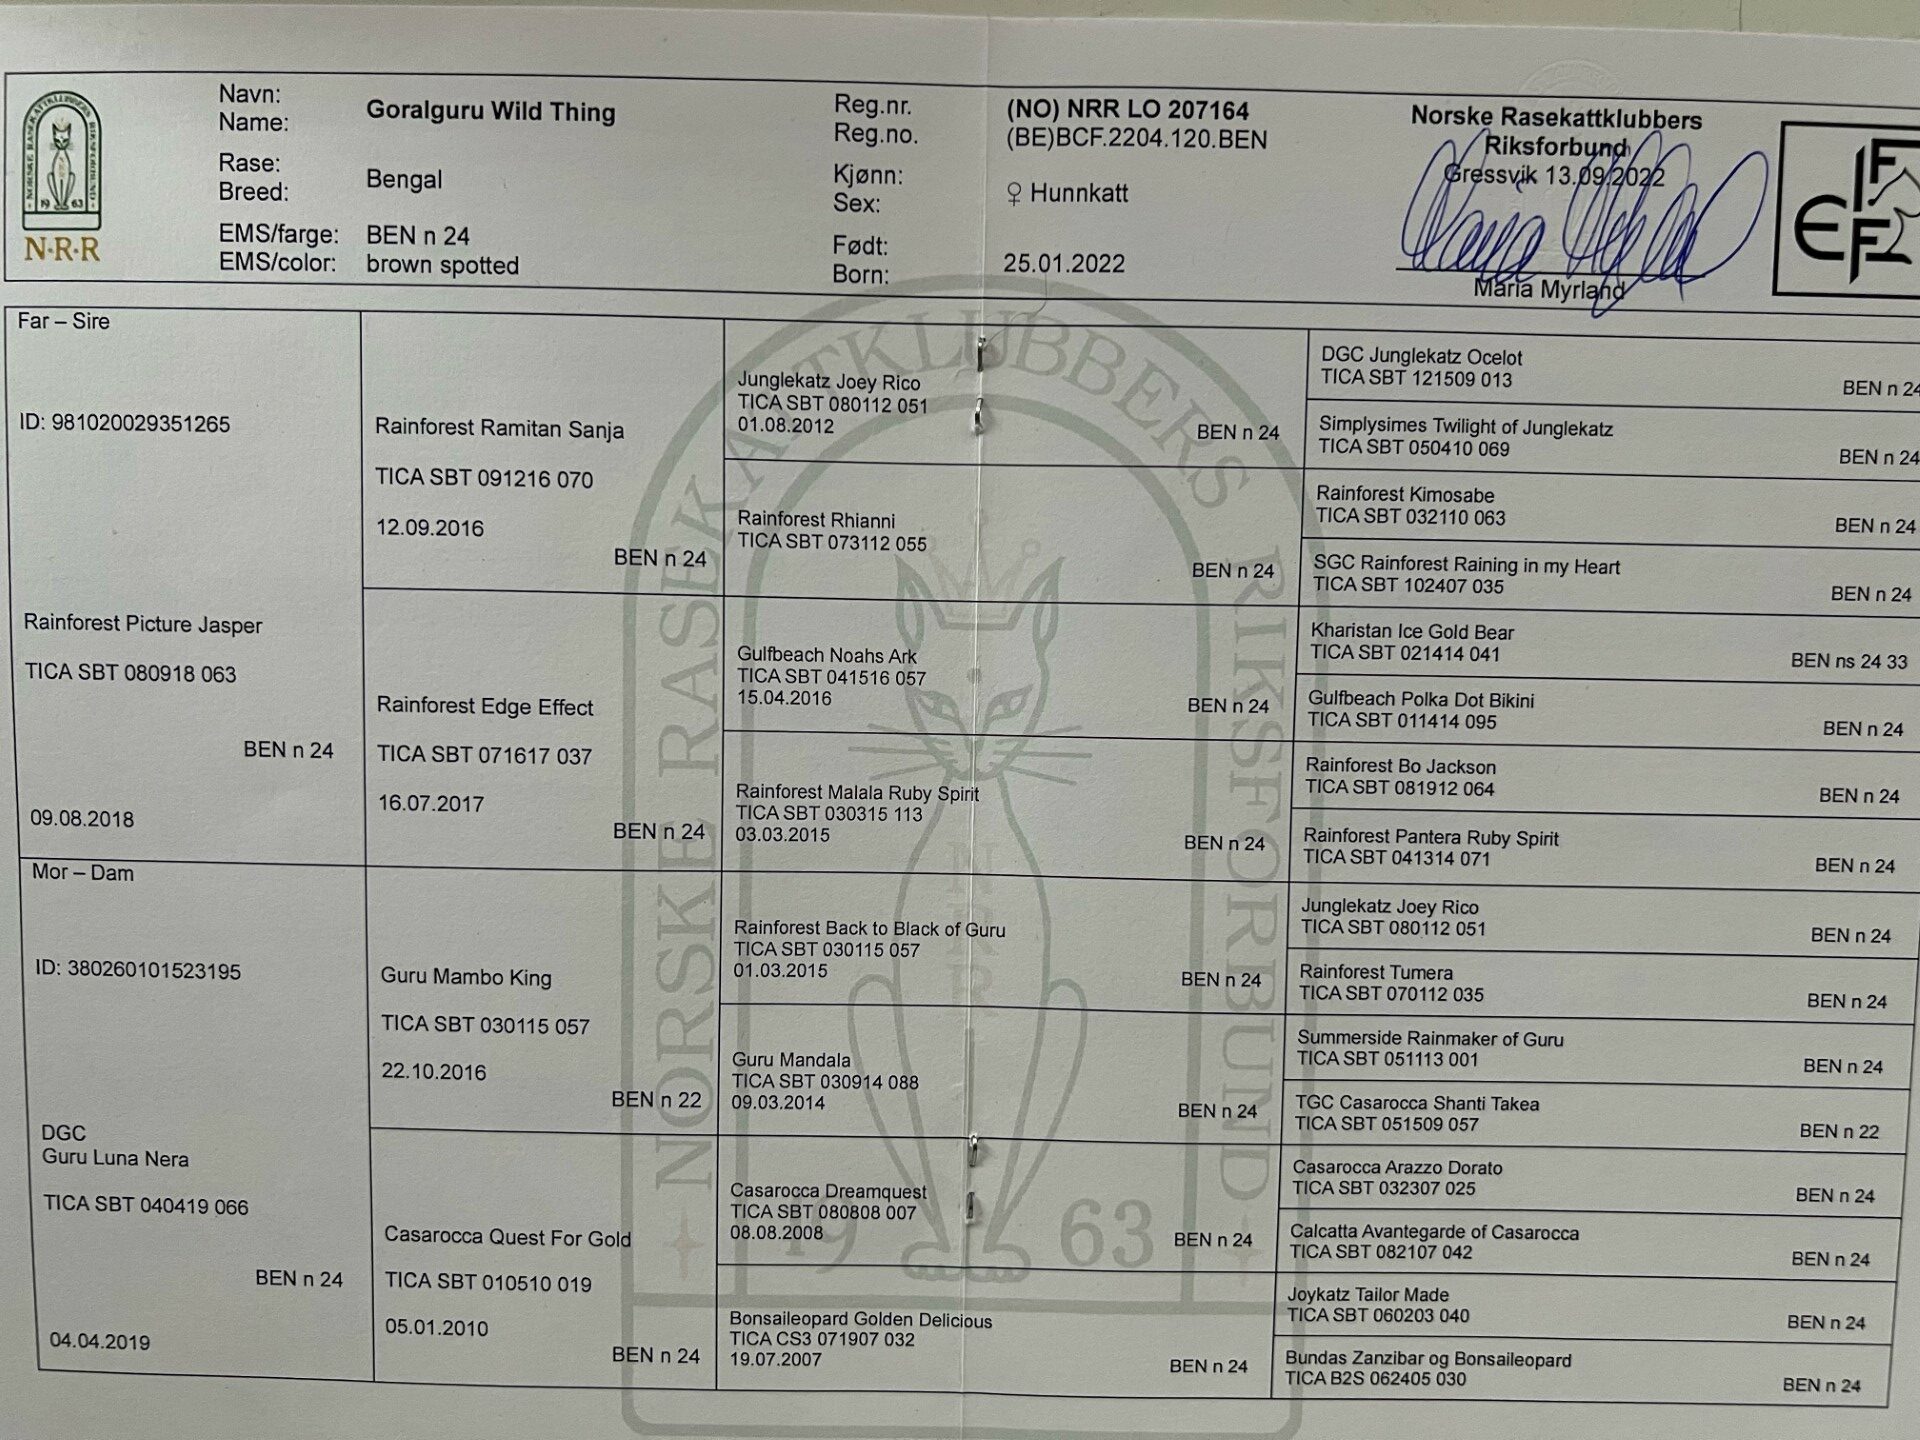 NORSKE RASEKATTKLUBBERS RIKSFORBUND
1963
N·R·R
Navn:
Name:
Goralguru Wild Thing
Rase:
Breed:
Bengal
EMS/farge:
EMS/color:
BEN n 24
brown spotted
Reg.nr.
Reg.no.
(NO) NRR LO 207164
(BE)BCF.2204.120.BEN
Kjønn:
Sex:
♀ Hunnkatt
Født:
Born:
25.01.2022
Norske Rasekattklubbers
Riksforbund
Gressvik 13.09.2022
Maria Myrland
FIFe
Far – Sire
ID: 981020029351265
Rainforest Picture Jasper
TICA SBT 080918 063
BEN n 24
09.08.2018
Mor – Dam
ID: 380260101523195
DGC
Guru Luna Nera
TICA SBT 040419 066
BEN n 24
04.04.2019
Rainforest Ramitan Sanja
TICA SBT 091216 070
12.09.2016
BEN n 24
Rainforest Edge Effect
TICA SBT 071617 037
16.07.2017
BEN n 24
Guru Mambo King
TICA SBT 030115 057
22.10.2016
BEN n 22
Casarocca Quest For Gold
TICA SBT 010510 019
05.01.2010
BEN n 24
Junglekatz Joey Rico
TICA SBT 080112 051
01.08.2012
BEN n 24
Rainforest Rhianni
TICA SBT 073112 055
BEN n 24
Gulfbeach Noahs Ark
TICA SBT 041516 057
15.04.2016
BEN n 24
Rainforest Malala Ruby Spirit
TICA SBT 030315 113
03.03.2015
BEN n 24
Rainforest Back to Black of Guru
TICA SBT 030115 057
01.03.2015
BEN n 24
Guru Mandala
TICA SBT 030914 088
09.03.2014
BEN n 24
Casarocca Dreamquest
TICA SBT 080808 007
08.08.2008
BEN n 24
Bonsaileopard Golden Delicious
TICA CS3 071907 032
19.07.2007
BEN n 24
DGC Junglekatz Ocelot
TICA SBT 121509 013
BEN n 24
Simplysimes Twilight of Junglekatz
TICA SBT 050410 069
BEN n 24
Rainforest Kimosabe
TICA SBT 032110 063
BEN n 24
SGC Rainforest Raining in my Heart
TICA SBT 102407 035
BEN n 24
Kharistan Ice Gold Bear
TICA SBT 021414 041
BEN ns 24 33
Gulfbeach Polka Dot Bikini
TICA SBT 011414 095
BEN n 24
Rainforest Bo Jackson
TICA SBT 081912 064
BEN n 24
Rainforest Pantera Ruby Spirit
TICA SBT 041314 071
BEN n 24
Junglekatz Joey Rico
TICA SBT 080112 051
BEN n 24
Rainforest Tumera
TICA SBT 070112 035
BEN n 24
Summerside Rainmaker of Guru
TICA SBT 051113 001
BEN n 24
TGC Casarocca Shanti Takea
TICA SBT 051509 057
BEN n 22
Casarocca Arazzo Dorato
TICA SBT 032307 025
BEN n 24
Calcatta Avantegarde of Casarocca
TICA SBT 082107 042
BEN n 24
Joykatz Tailor Made
TICA SBT 060203 040
BEN n 24
Bundas Zanzibar og Bonsaileopard
TICA B2S 062405 030
BEN n 24
NORSKE RASEKATTKLUBBERS RIKSFORBUND
NRR
1963